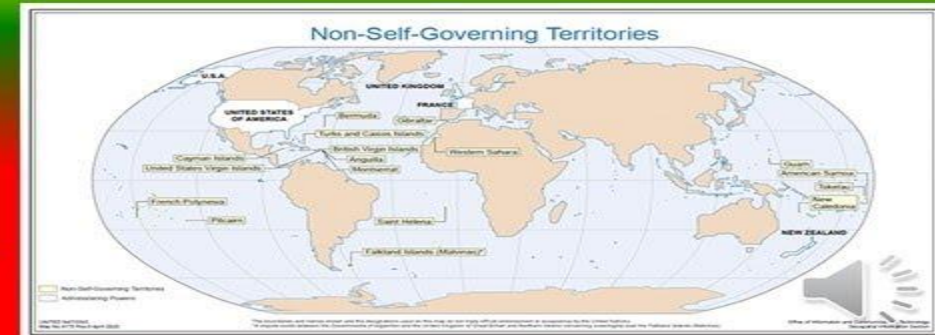 Non-Self-Governing Territories
U.S.A.
UNITED KINGDOM
FRANCE
UNITED STATES
OF AMERICA
Bermuda
Gibraltar
Turks and Caicos Islands
British Virgin Islands
Cayman Islands
Anguilla
Western Sahara
United States Virgin Islands
Montserrat
Guam
American Samoa
Tokelau
French Polynesia
New
Caledonia
Pitcairn
Saint Helena
NEW ZEALAND
Falkland Islands (Malvinas)*
Non-Self-Governing Territories
Administering Powers
UNITED NATIONS